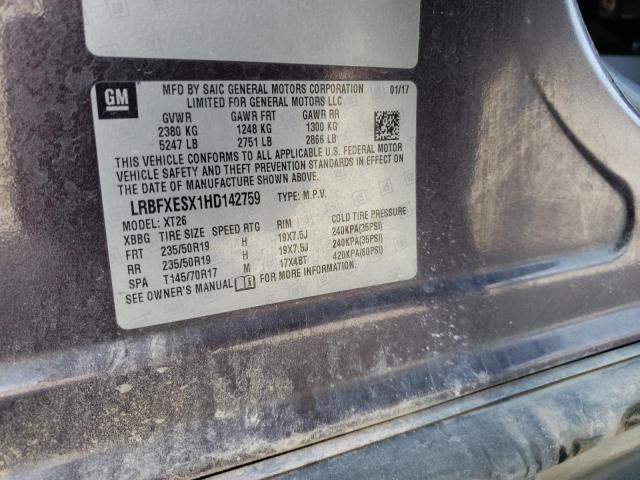 GM
MFD BY SAIC GENERAL MOTORS CORPORATION 01/17
LIMITED FOR GENERAL MOTORS LLC
GVWR GAWR FRT GAWR RR
2380 KG 1248 KG 1300 KG
5247 LB 2751 LB 2866 LB
THIS VEHICLE CONFORMS TO ALL APPLICABLE U.S. FEDERAL MOTOR
VEHICLE SAFETY AND THEFT PREVENTION STANDARDS IN EFFECT ON
THE DATE OF MANUFACTURE SHOWN ABOVE.
LRBFXESX1HD142759 TYPE: M.P.V.
MODEL: XT26
XBBG TIRE SIZE SPEED RTG RIM COLD TIRE PRESSURE
FRT 235/50R19 H 19X7.5J 240KPA(35PSI)
RR 235/50R19 H 19X7.5J 240KPA(35PSI)
SPA T145/70R17 M 17X4BT 420KPA(60PSI)
SEE OWNER'S MANUAL FOR MORE INFORMATION.